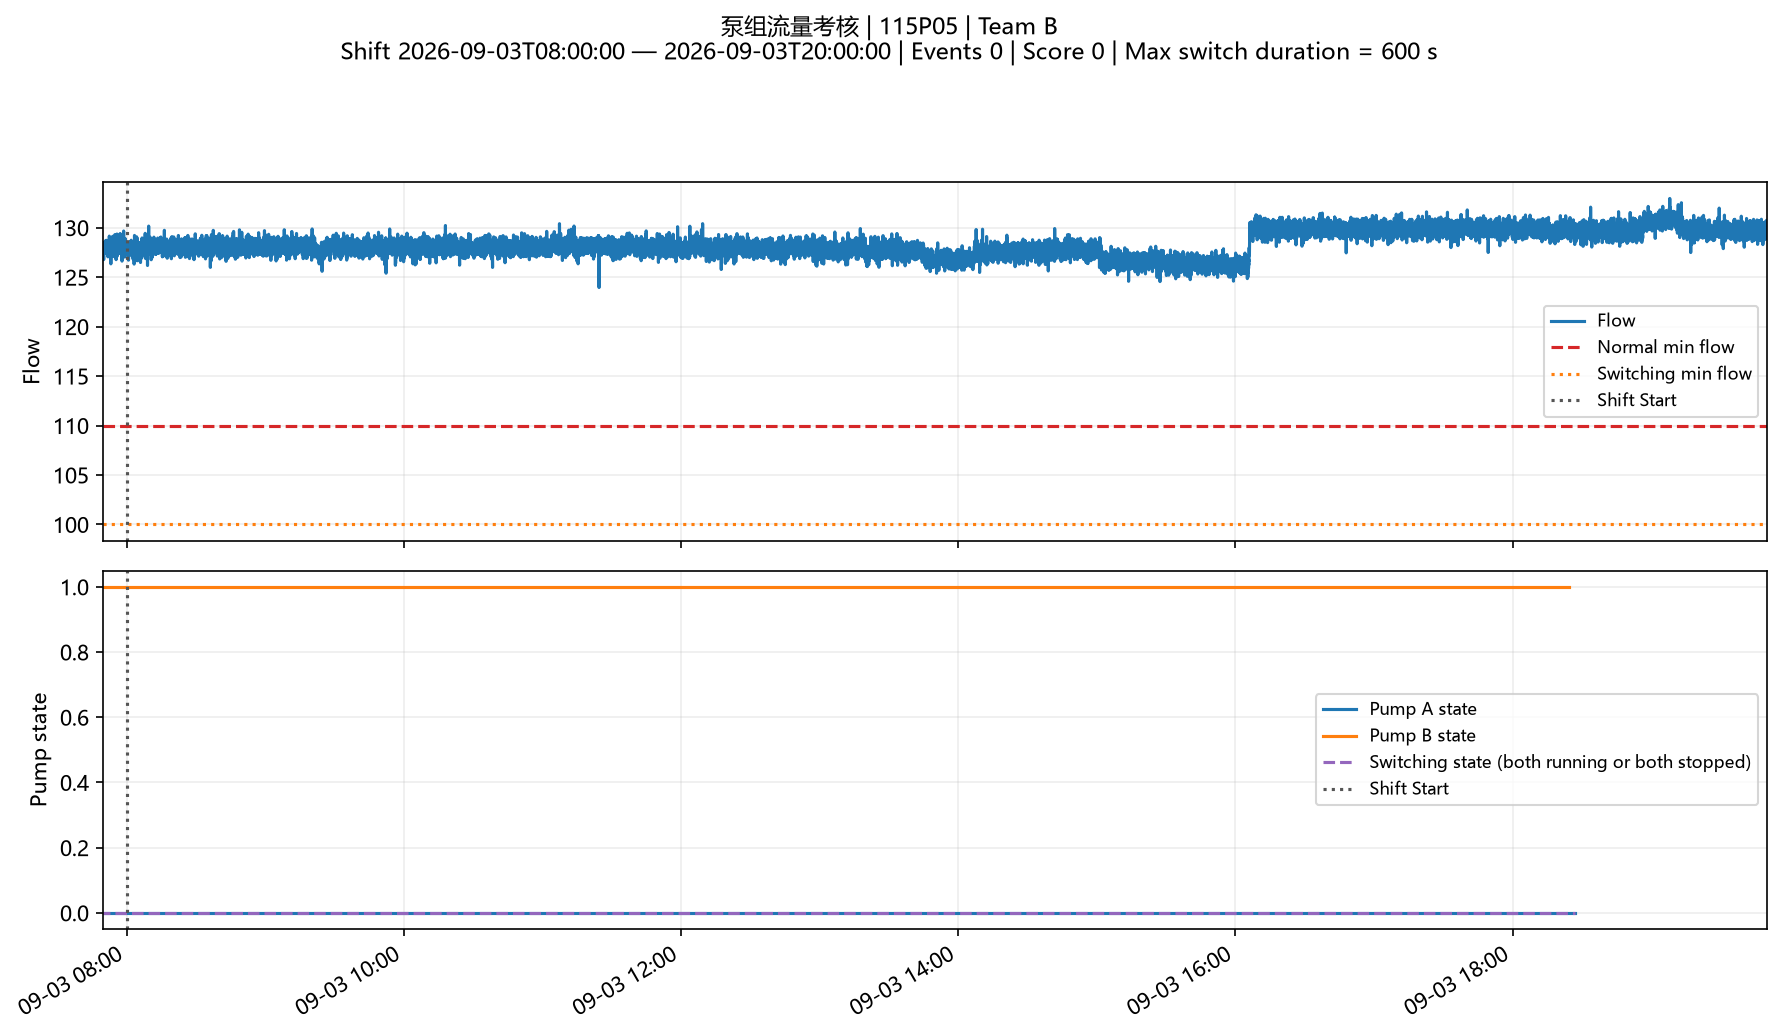 泵组流量考核 | 115P05 | Team B
Shift 2026-09-03T08:00:00 — 2026-09-03T20:00:00 | Events 0 | Score 0 | Max switch duration = 600 s
Flow
130
125
120
115
110
105
100
Flow
Normal min flow
Switching min flow
Shift Start
Pump state
1.0
0.8
0.6
0.4
0.2
0.0
Pump A state
Pump B state
Switching state (both running or both stopped)
Shift Start
09-03 08:00
09-03 10:00
09-03 12:00
09-03 14:00
09-03 16:00
09-03 18:00